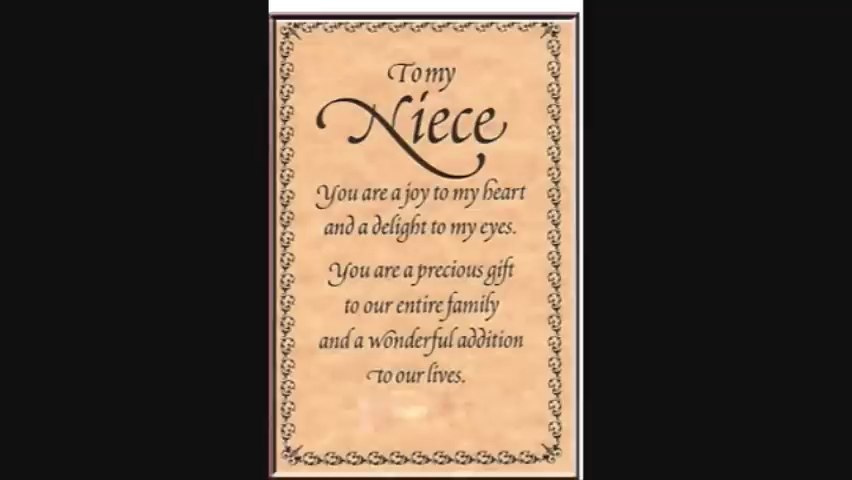 To my
Niece
You are a joy to my heart
and a delight to my eyes.
You are a precious gift
to our entire family
and a wonderful addition
to our lives.